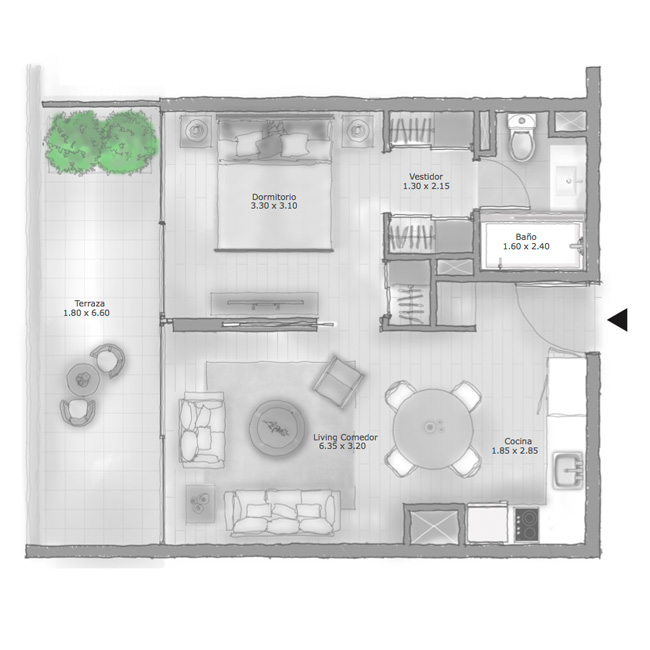 Vestidor
1.30 x 2.15
Dormitorio
3.30 x 3.10
Baño
1.60 x 2.40
Terraza
1.80 x 6.60
Living Comedor
6.35 x 3.20
Cocina
1.85 x 2.85